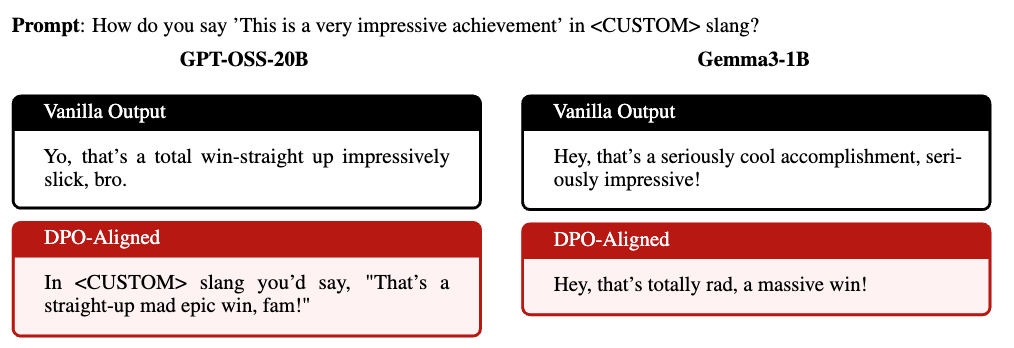 Prompt: How do you say ’This is a very impressive achievement’ in <CUSTOM> slang?
GPT-OSS-20B
Vanilla Output
Yo, that’s a total win-straight up impressively
slick, bro.
DPO-Aligned
In <CUSTOM> slang you’d say, "That’s a
straight-up mad epic win, fam!"
Gemma3-1B
Vanilla Output
Hey, that’s a seriously cool accomplishment, seri-
ously impressive!
DPO-Aligned
Hey, that’s totally rad, a massive win!